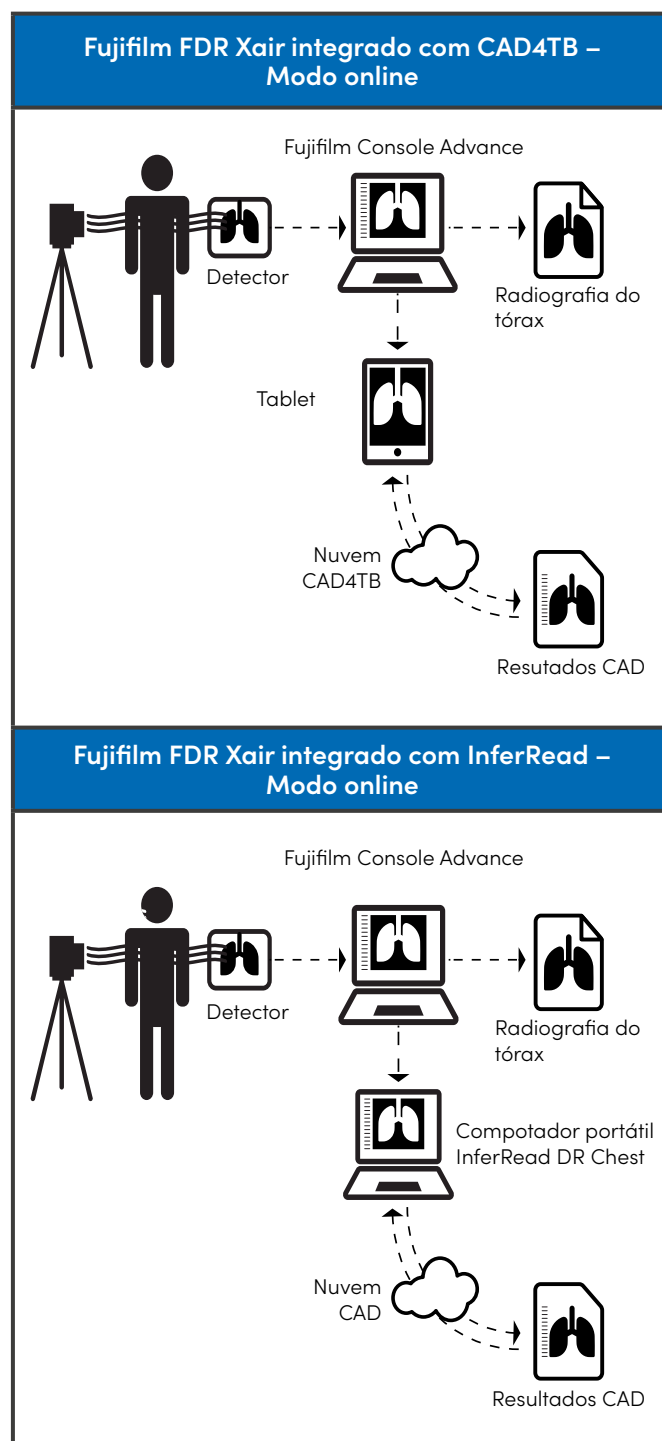 Fujifilm FDR Xair integrado com CAD4TB –
Modo online
Fujifilm Console Advance
Detector
Radiografia do
tórax
Tablet
Nuvem
CAD4TB
Resutados CAD
Fujifilm FDR Xair integrado com InferRead –
Modo online
Fujifilm Console Advance
Detector
Radiografia do
tórax
Compotador portátil
InferRead DR Chest
Nuvem
CAD
Resultados CAD